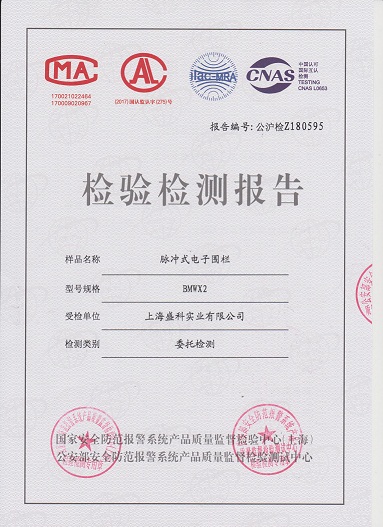 CMA
170021022464
170009020967
CAL
(2017)国认监认字(275)号
ilac-MRA
CNAS
中国认可
国际互认
检测
TESTING
CNAS L0653
报告编号: 公沪检Z180595
检验检测报告
样品名称 脉冲式电子围栏
型号规格 BMWX2
受检单位 上海盛科实业有限公司
检测类别 委托检测
国家安全防范报警系统产品质量监督检验中心(上海)
公安部安全防范报警系统产品质量监督检验测试中心